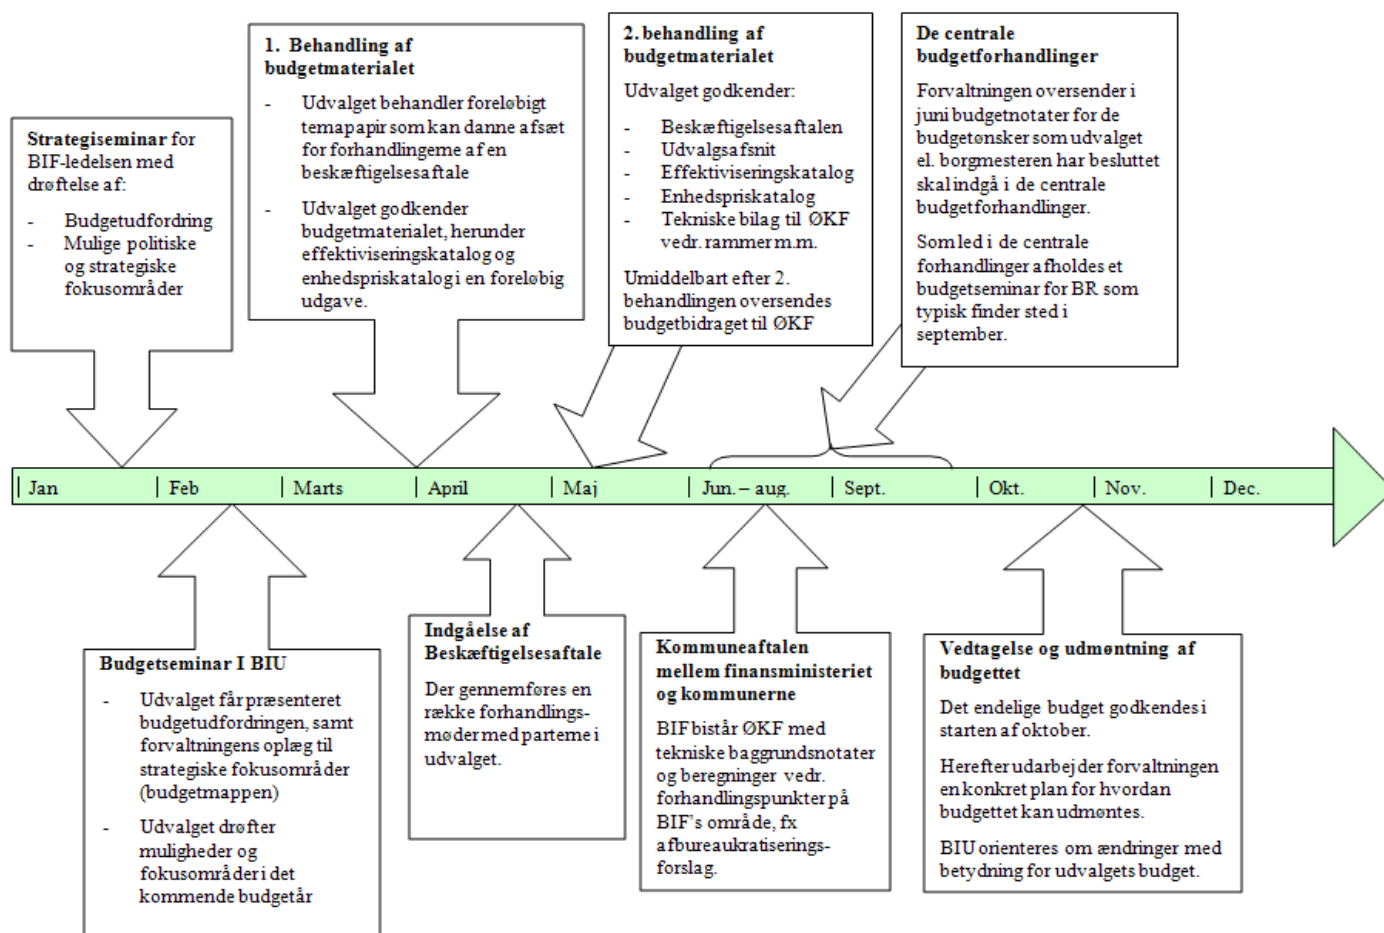 Strategiseminar for
BIF-ledelsen med
drøftelse af:
- Budgetudfordring
- Mulige politiske
og strategiske
fokusområder
1. Behandling af
budgetmaterialet
- Udvalget behandler foreløbigt
temapapir som kan danne afsæt
for forhandlingerne af en
beskæftigelsesaftale
- Udvalget godkender
budgetmaterialet, herunder
effektiviseringskatalog og
enhedspriskatalog i en foreløbig
udgave.
2. behandling af
budgetmaterialet
Udvalget godkender:
- Beskæftigelsesaftalen
- Udvalgsafsnit
- Effektiviseringskatalog
- Enhedspriskatalog
- Tekniske bilag til ØKF
vedr. rammer m.m.
Umiddelbart efter 2.
behandlingen oversendes
budgetbidraget til ØKF
De centrale
budgetforhandlinger
Forvaltningen oversender i
juni budgetnotater for de
budgetønsker som udvalget
el. borgmesteren har besluttet
skal indgå i de centrale
budgetforhandlinger.
Som led i de centrale
forhandlinger afholdes et
budgetseminar for BR som
typisk finder sted i
september.
Jan
Feb
Marts
April
Maj
Jun. – aug.
Sept.
Okt.
Nov.
Dec.
Budgetseminar I BIU
- Udvalget får præsenteret
budgetudfordringen, samt
forvaltningens oplæg til
strategiske fokusområder
(budgetmappen)
- Udvalget drøfter
muligheder og
fokusområder i det
kommende budgetår
Indgåelse af
Beskæftigelsesaftale
Der gennemføres en
række forhandlings-
møder med parterne i
udvalget.
Kommuneaftalen
mellem finansministeriet
og kommunerne
BIF bistår ØKF med
tekniske baggrundsnotater
og beregninger vedr.
forhandlingspunkter på
BIF's område, fx
afbureaukratiserings-
forslag.
Vedtagelse og udmøntning af
budgettet
Det endelige budget godkendes i
starten af oktober.
Herefter udarbejder forvaltningen
en konkret plan for hvordan
budgettet kan udmøntes.
BIU orienteres om ændringer med
betydning for udvalgets budget.